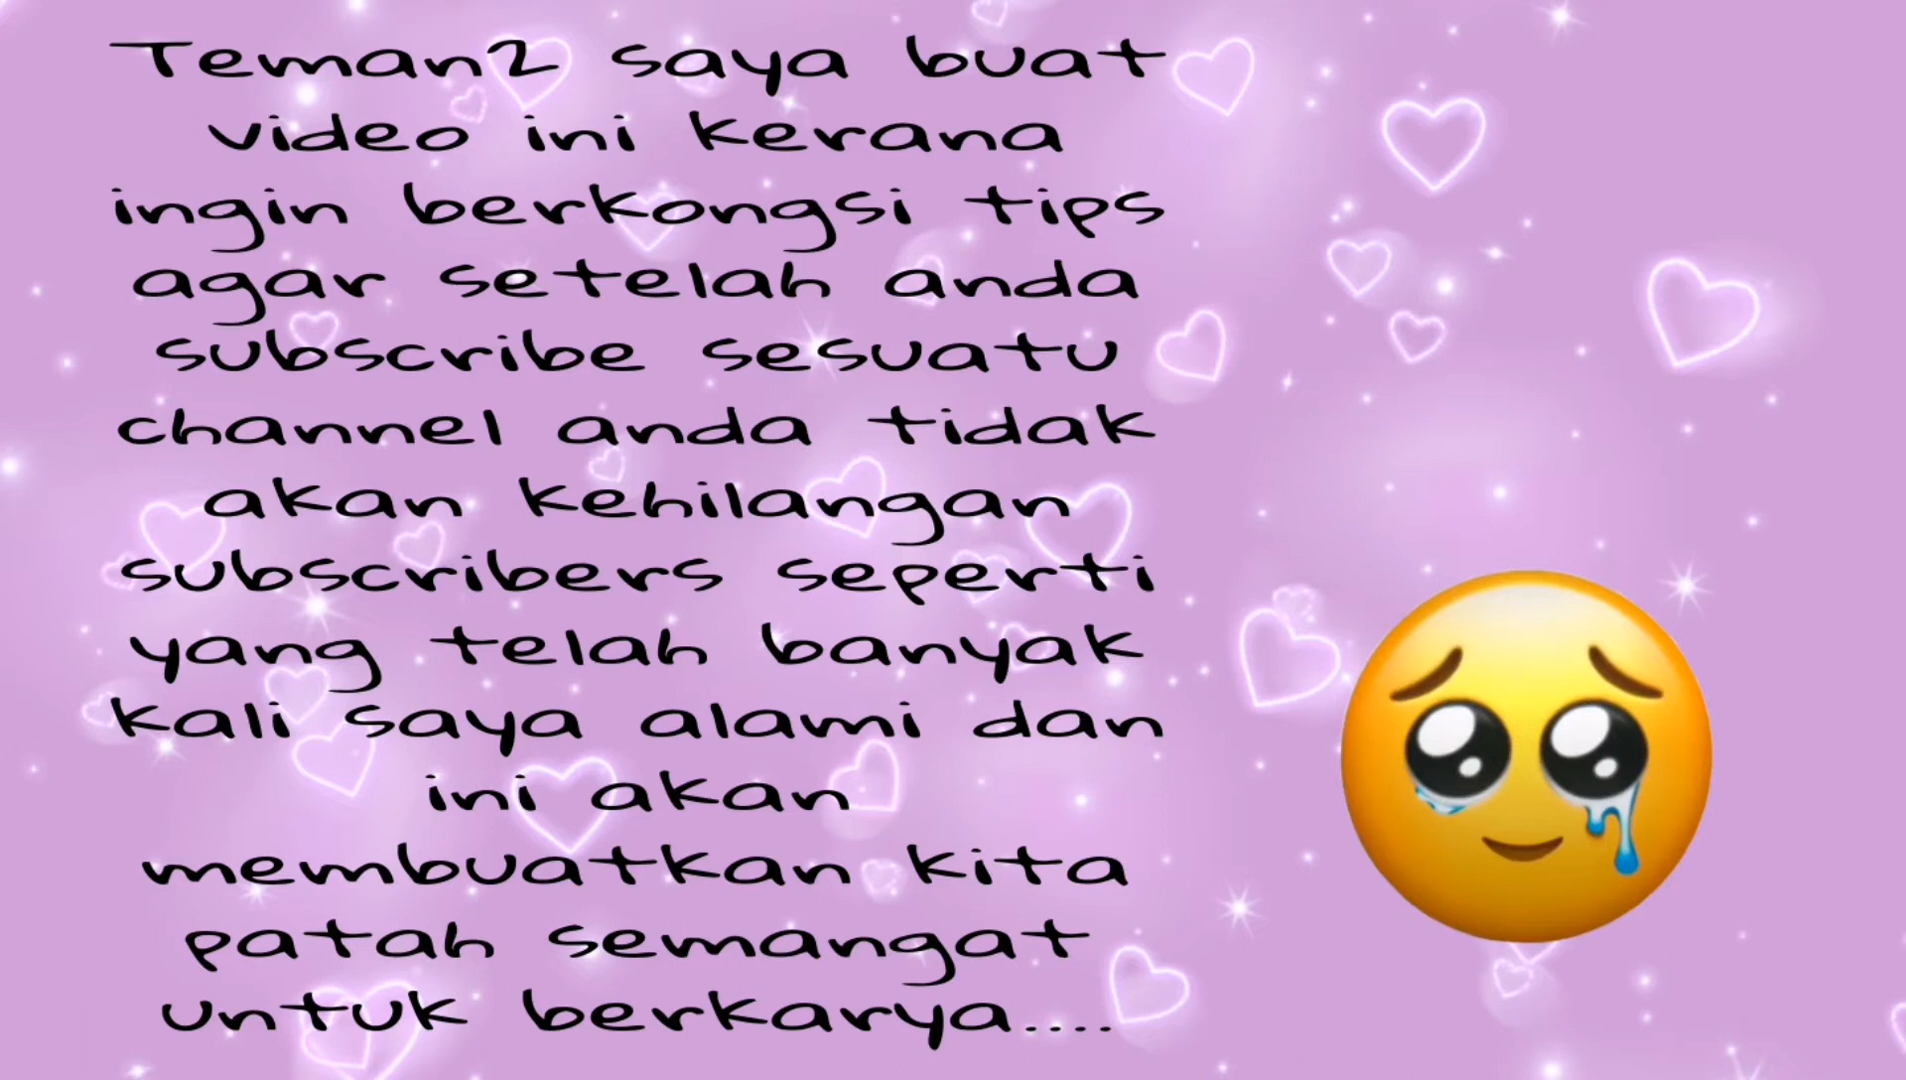 Teman2 saya buat
video ini kerana
ingin berkongsi tips
agar setelah anda
subscribe sesuatu
channel anda tidak
akan kehilangan
subscribers seperti
yang telah banyak
kali saya alami dan
ini akan
membuatkan kita
patah semangat
untuk berkarya....